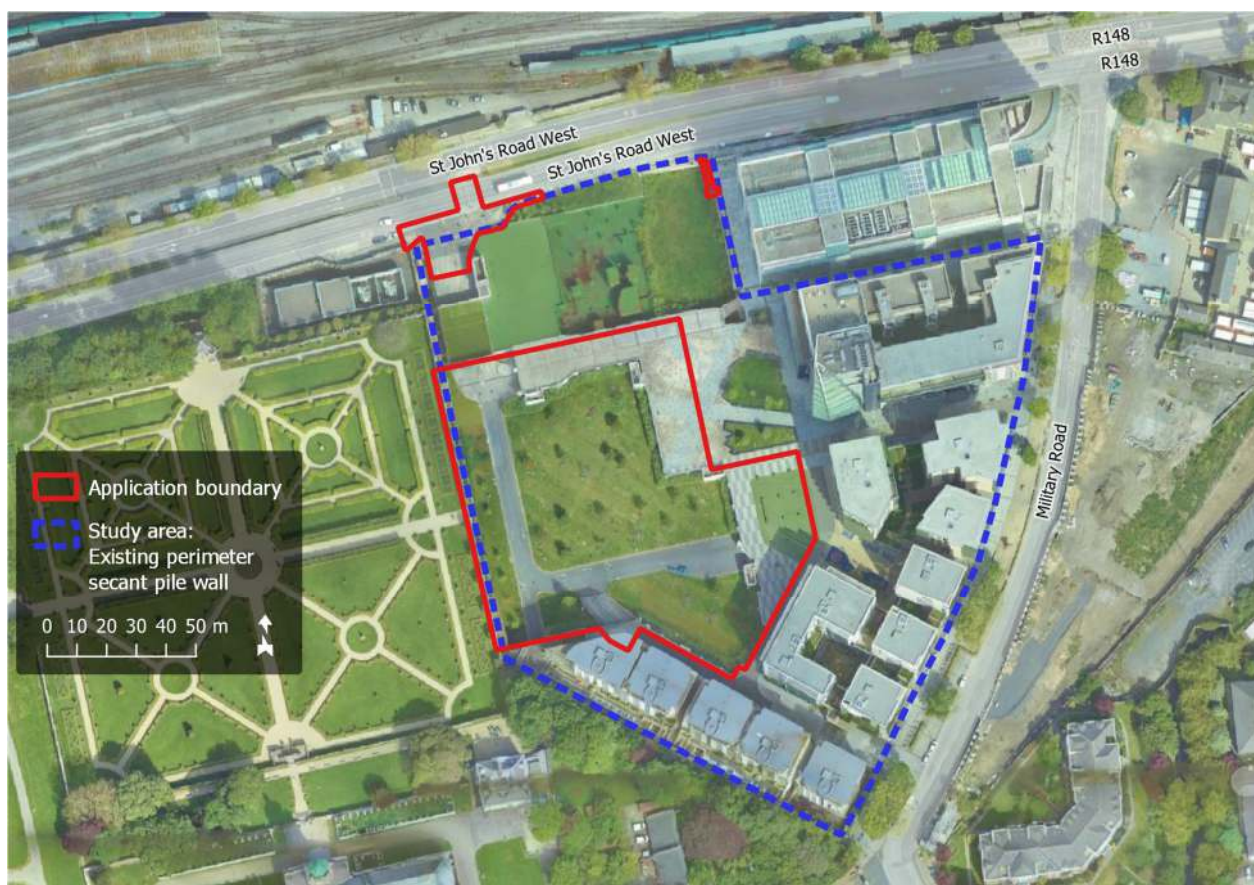 R148
R148
St John's Road West
St John's Road West
Military Road
Application boundary
Study area:
Existing perimeter
secant pile wall
0 10 20 30 40 50 m